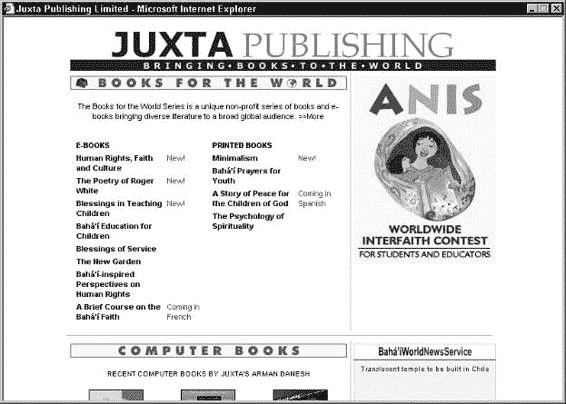 Juxta Publishing Limited - Microsoft Internet Explorer
JUXTA PUBLISHING
BRINGING•BOOKS•TO•THE•WORLD
BOOKS FOR THE WORLD
The Books for the World Series is a unique non-profit series of books and e-
books bringing diverse literature to a broad global audience. >>More
E-BOOKS
Human Rights, Faith New!
and Culture
The Poetry of Roger New!
White
Blessings in Teaching New!
Children
Bahá'í Education for
Children
Blessings of Service
The New Garden
Bahá'í-inspired
Perspectives on
Human Rights
A Brief Course on the Coming in
Bahá'í Faith French
PRINTED BOOKS
Minimalism New!
Bahá'í Prayers for
Youth
A Story of Peace for Coming in
the Children of God Spanish
The Psychology of
Spirituality
ANIS
WORLDWIDE
INTERFAITH CONTEST
FOR STUDENTS AND EDUCATORS
COMPUTER BOOKS
RECENT COMPUTER BOOKS BY JUXTA'S ARMAN DANESH
Bahá'íWorldNewsService
Translucent temple to be built in Chile